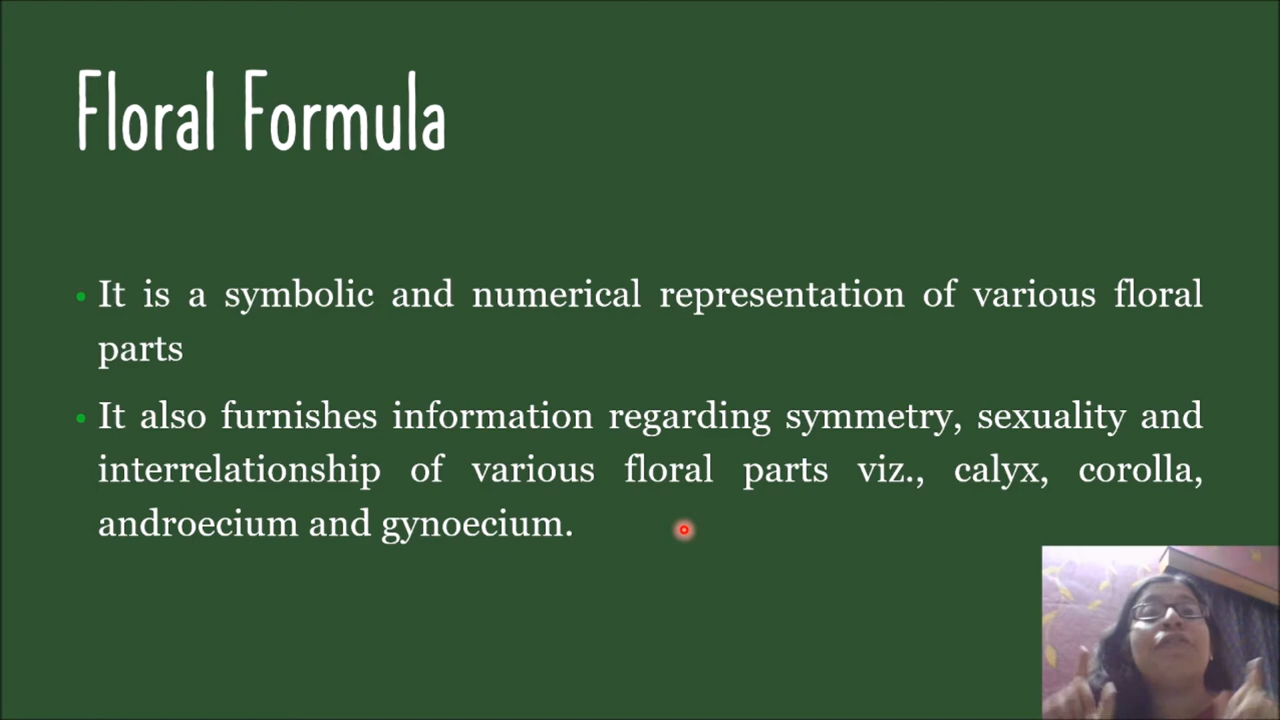 Floral Formula
• It is a symbolic and numerical representation of various floral
parts
• It also furnishes information regarding symmetry, sexuality and
interrelationship of various floral parts viz., calyx, corolla,
androecium and gynoecium.